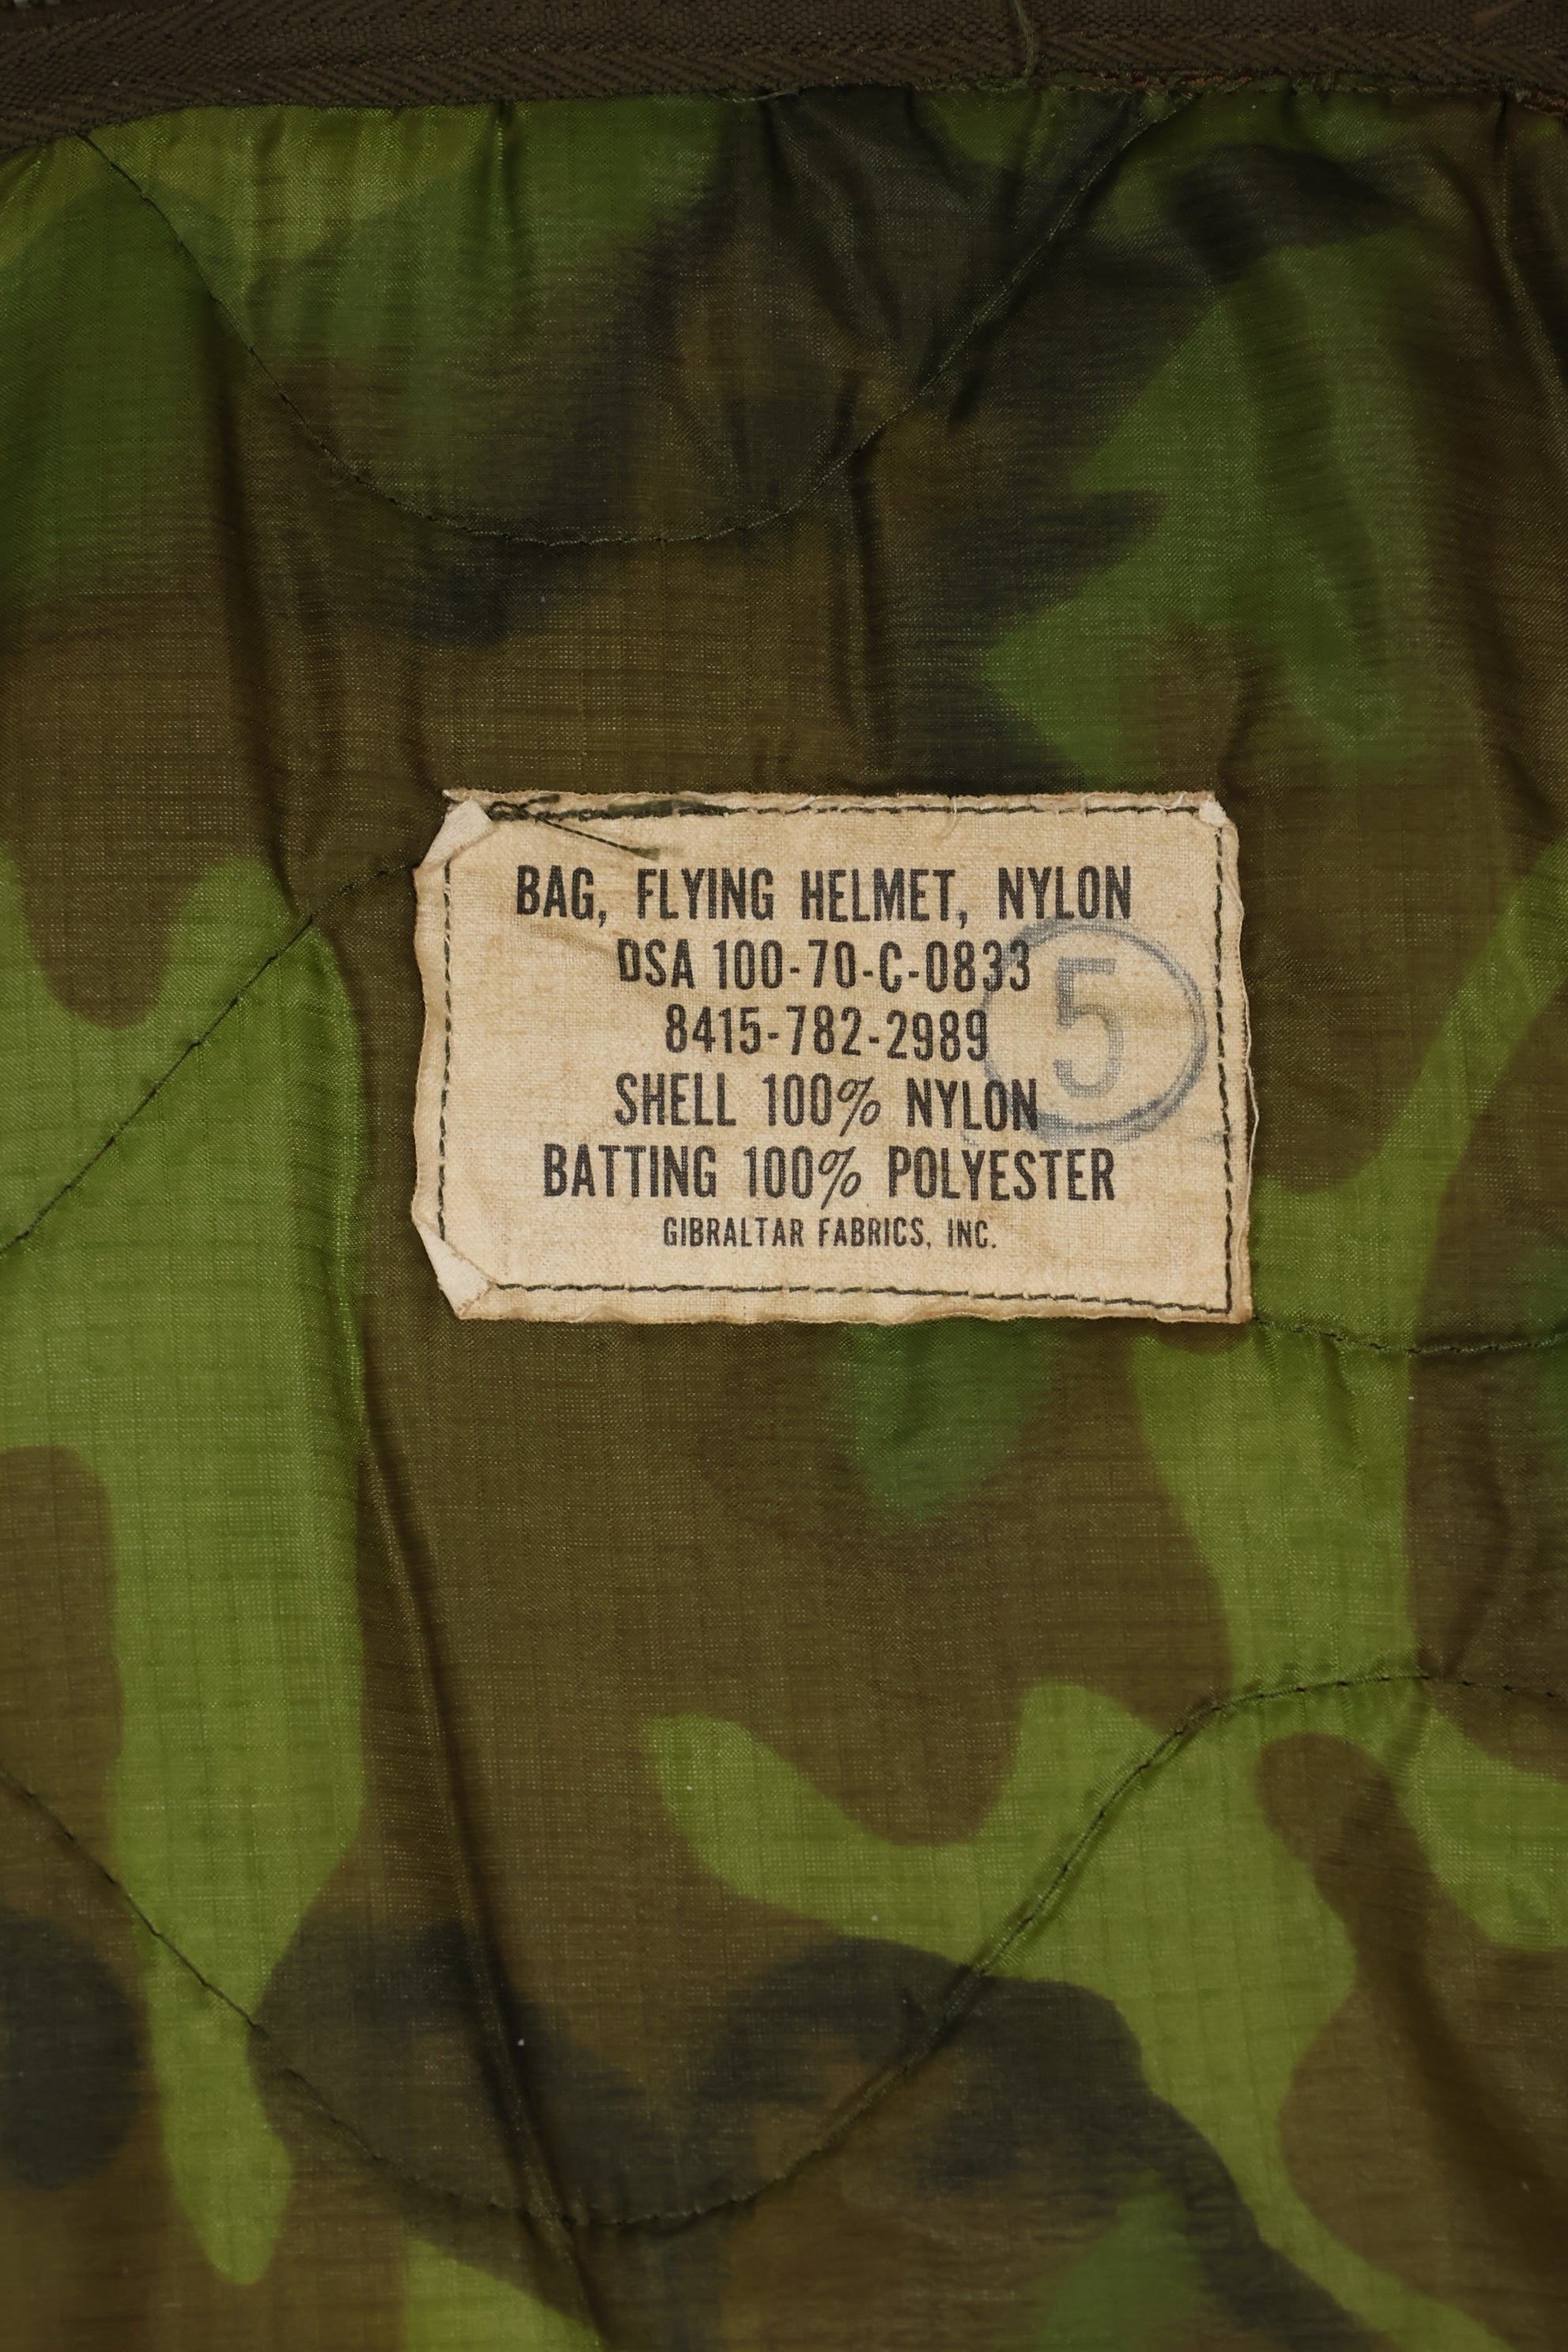 BAG, FLYING HELMET, NYLON
DSA 100-70-C-0833
8415-782-2989
5
SHELL 100% NYLON
BATTING 100% POLYESTER
GIBRALTAR FABRICS, INC.